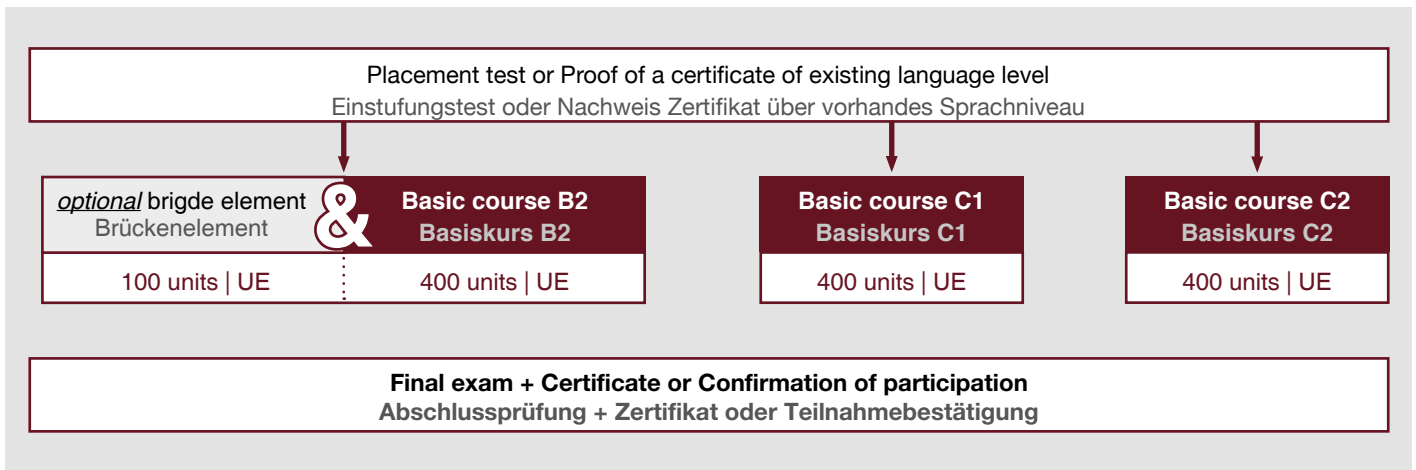 Placement test or Proof of a certificate of existing language level
Einstufungstest oder Nachweis Zertifikat über vorhandes Sprachniveau
optional brigde element
Brückenelement
&
Basic course B2
Basiskurs B2
100 units | UE
400 units | UE
Basic course C1
Basiskurs C1
400 units | UE
Basic course C2
Basiskurs C2
400 units | UE
Final exam + Certificate or Confirmation of participation
Abschlussprüfung + Zertifikat oder Teilnahmebestätigung